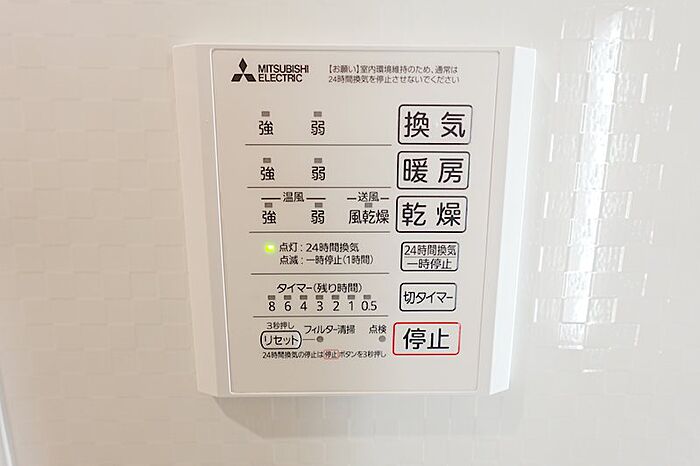 MITSUBISHI
ELECTRIC
【お願い】室内環境維持のため、通常は
24時間換気を停止させないでください
強 弱 換気
強 弱 暖房
温風 送風
強 弱 風乾燥 乾燥
点灯:24時間換気
点滅:一時停止(1時間)
24時間換気
一時停止
タイマー(残り時間)
8 6 4 3 2 1 0.5
切タイマー
3秒押し
リセット フィルター清掃 点検
停止
24時間換気の停止は停止ボタンを3秒押し